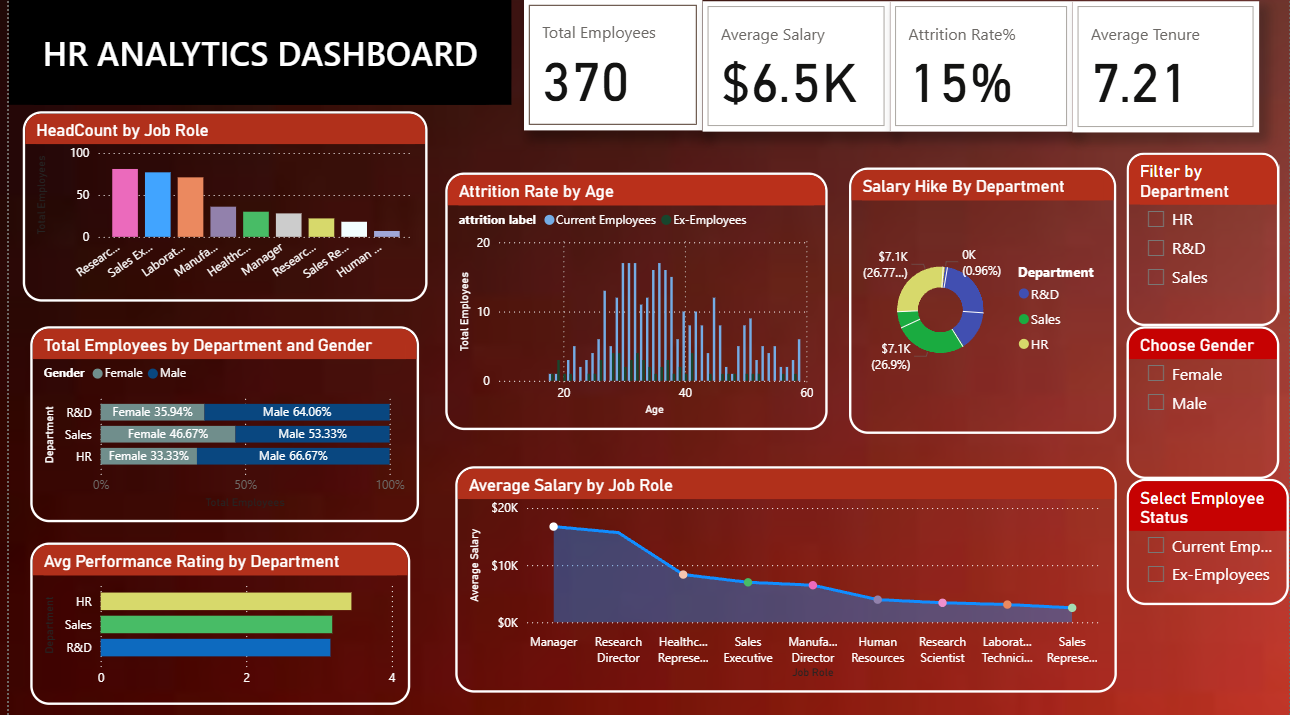 HR ANALYTICS DASHBOARD
Total Employees
370
Average Salary
$6.5K
Attrition Rate%
15%
Average Tenure
7.21
HeadCount by Job Role
Total Employees
100
50
0
Researc...
Sales Ex...
Laborat...
Manufa...
Healthc...
Manager
Researc...
Sales Re...
Human ...
Total Employees by Department and Gender
Gender Female Male
Department
R&D Female 35.94% Male 64.06%
Sales Female 46.67% Male 53.33%
HR Female 33.33% Male 66.67%
0% 50% 100%
Total Employees
Avg Performance Rating by Department
Department
HR
Sales
R&D
0 2 4
Attrition Rate by Age
attrition label Current Employees Ex-Employees
Total Employees
20
10
0
20 40 60
Age
Salary Hike By Department
$7.1K
(26.77...)
0K
(0.96%)
$7.1K
(26.9%)
Department
R&D
Sales
HR
Average Salary by Job Role
Average Salary
$20K
$10K
$0K
Manager
Research
Director
Healthc...
Represe...
Sales
Executive
Manufa...
Director
Human
Resources
Research
Scientist
Laborat...
Technici...
Sales
Represe...
Job Role
Filter by
Department
HR
R&D
Sales
Choose Gender
Female
Male
Select Employee
Status
Current Emp...
Ex-Employees